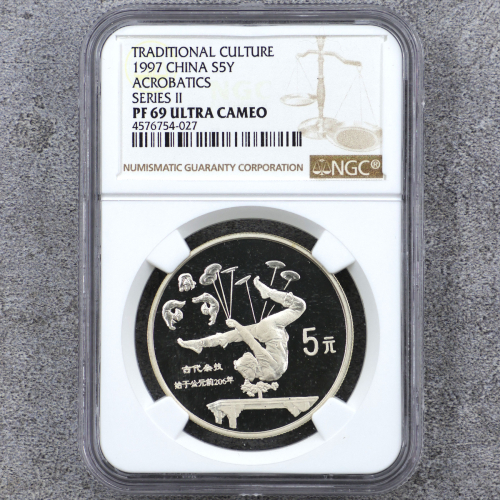 TRADITIONAL CULTURE
1997 CHINA S5Y
ACROBATICS
SERIES II
PF 69 ULTRA CAMEO
4576754-027
NUMISMATIC GUARANTY CORPORATION
NGC®
5元
古代杂技
始于公元前206年